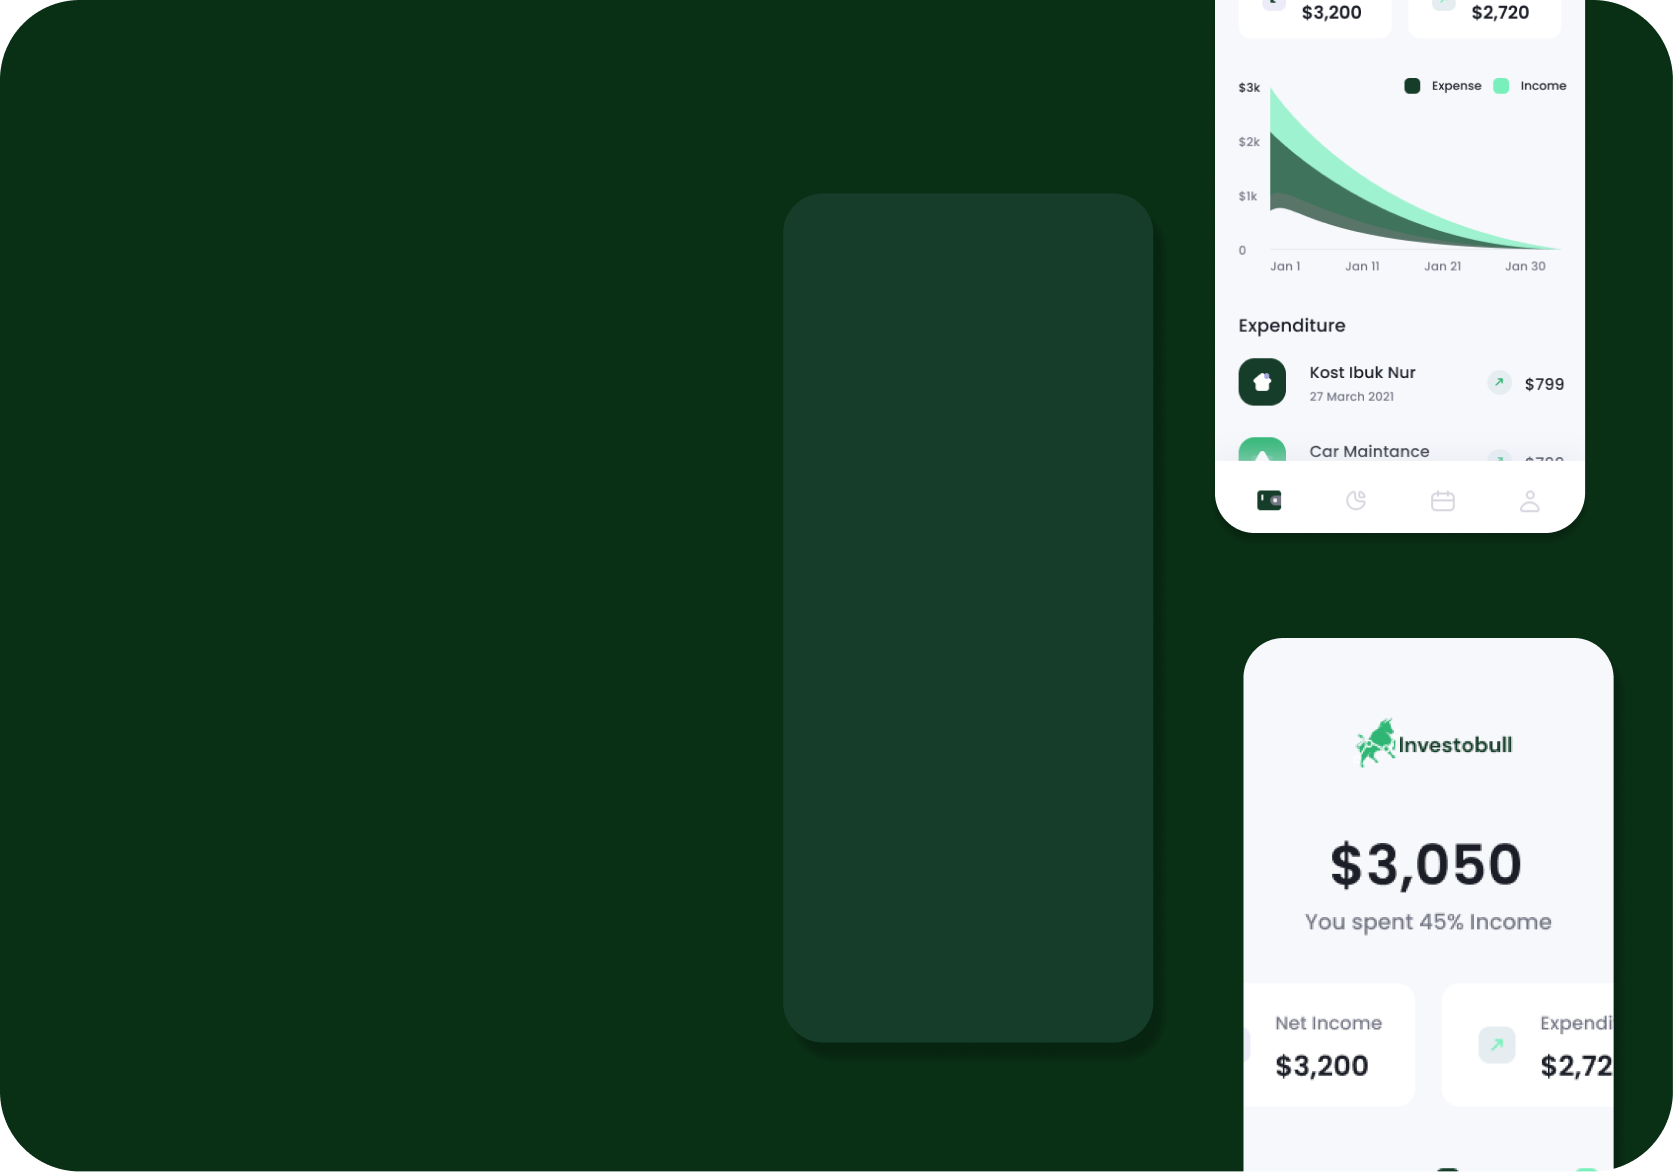 $3,200 $2,720
Expense Income
$3k
$2k
$1k
0
Jan 1 Jan 11 Jan 21 Jan 30
Expenditure
Kost Ibuk Nur
27 March 2021
$799
Car Maintance
Investobull
$3,050
You spent 45% Income
Net Income
$3,200
Expendi
$2,72